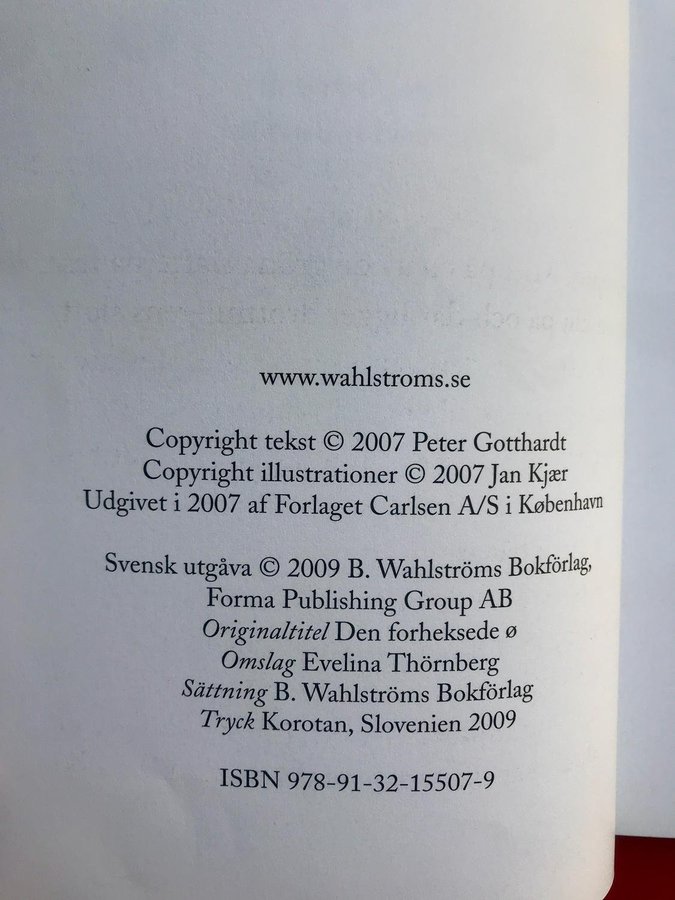 www.wahlstroms.se
Copyright tekst © 2007 Peter Gotthardt
Copyright illustrationer © 2007 Jan Kjær
Udgivet i 2007 af Forlaget Carlsen A/S i København
Svensk utgåva © 2009 B. Wahlströms Bokförlag,
Forma Publishing Group AB
Originaltitel Den forheksede ø
Omslag Evelina Thörnberg
Sättning B. Wahlströms Bokförlag
Tryck Korotan, Slovenien 2009
ISBN 978-91-32-15507-9